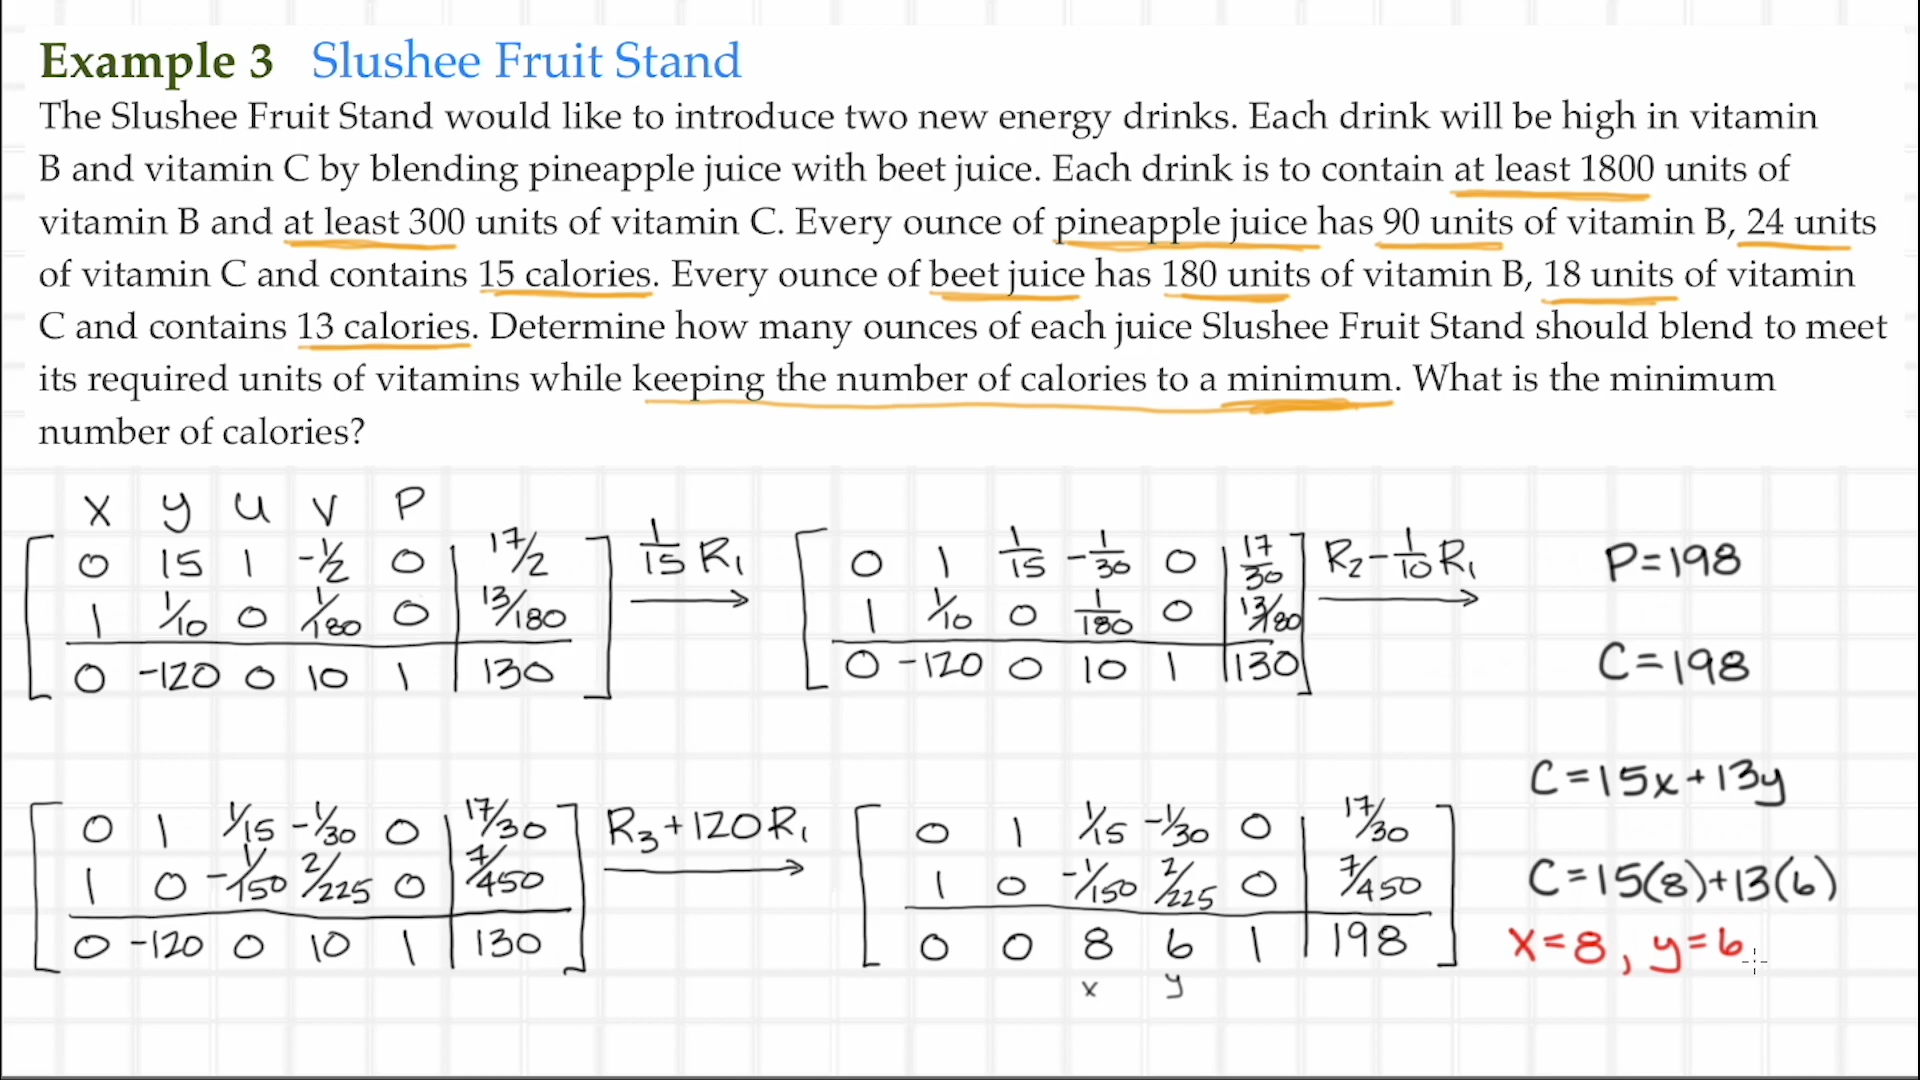 Example 3 Slushee Fruit Stand
The Slushee Fruit Stand would like to introduce two new energy drinks. Each drink will be high in vitamin
B and vitamin C by blending pineapple juice with beet juice. Each drink is to contain at least 1800 units of
vitamin B and at least 300 units of vitamin C. Every ounce of pineapple juice has 90 units of vitamin B, 24 units
of vitamin C and contains 15 calories. Every ounce of beet juice has 180 units of vitamin B, 18 units of vitamin
C and contains 13 calories. Determine how many ounces of each juice Slushee Fruit Stand should blend to meet
its required units of vitamins while keeping the number of calories to a minimum. What is the minimum
number of calories?
x y u v P
0 15 1 -1/2 0 | 17/2
1 1/10 0 1/180 0 | 13/180
0 -120 0 10 1 | 130
1/15 R1
0 1 1/15 -1/30 0 | 17/30
1 1/10 0 1/180 0 | 13/180
0 -120 0 10 1 | 130
R2 - 1/10 R1
P=198
C=198
0 1 1/15 -1/30 0 | 17/30
1 0 -1/150 2/225 0 | 7/450
0 -120 0 10 1 | 130
R3+120R1
0 1 1/15 -1/30 0 | 17/30
1 0 -1/150 2/225 0 | 7/450
0 0 8 6 1 | 198
x y
C=15x+13y
C=15(8)+13(6)
x=8, y=6